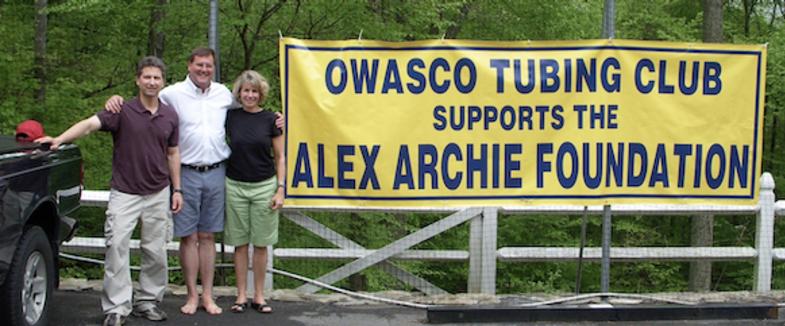 OWASCO TUBING CLUB
SUPPORTS THE
ALEX ARCHIE FOUNDATION